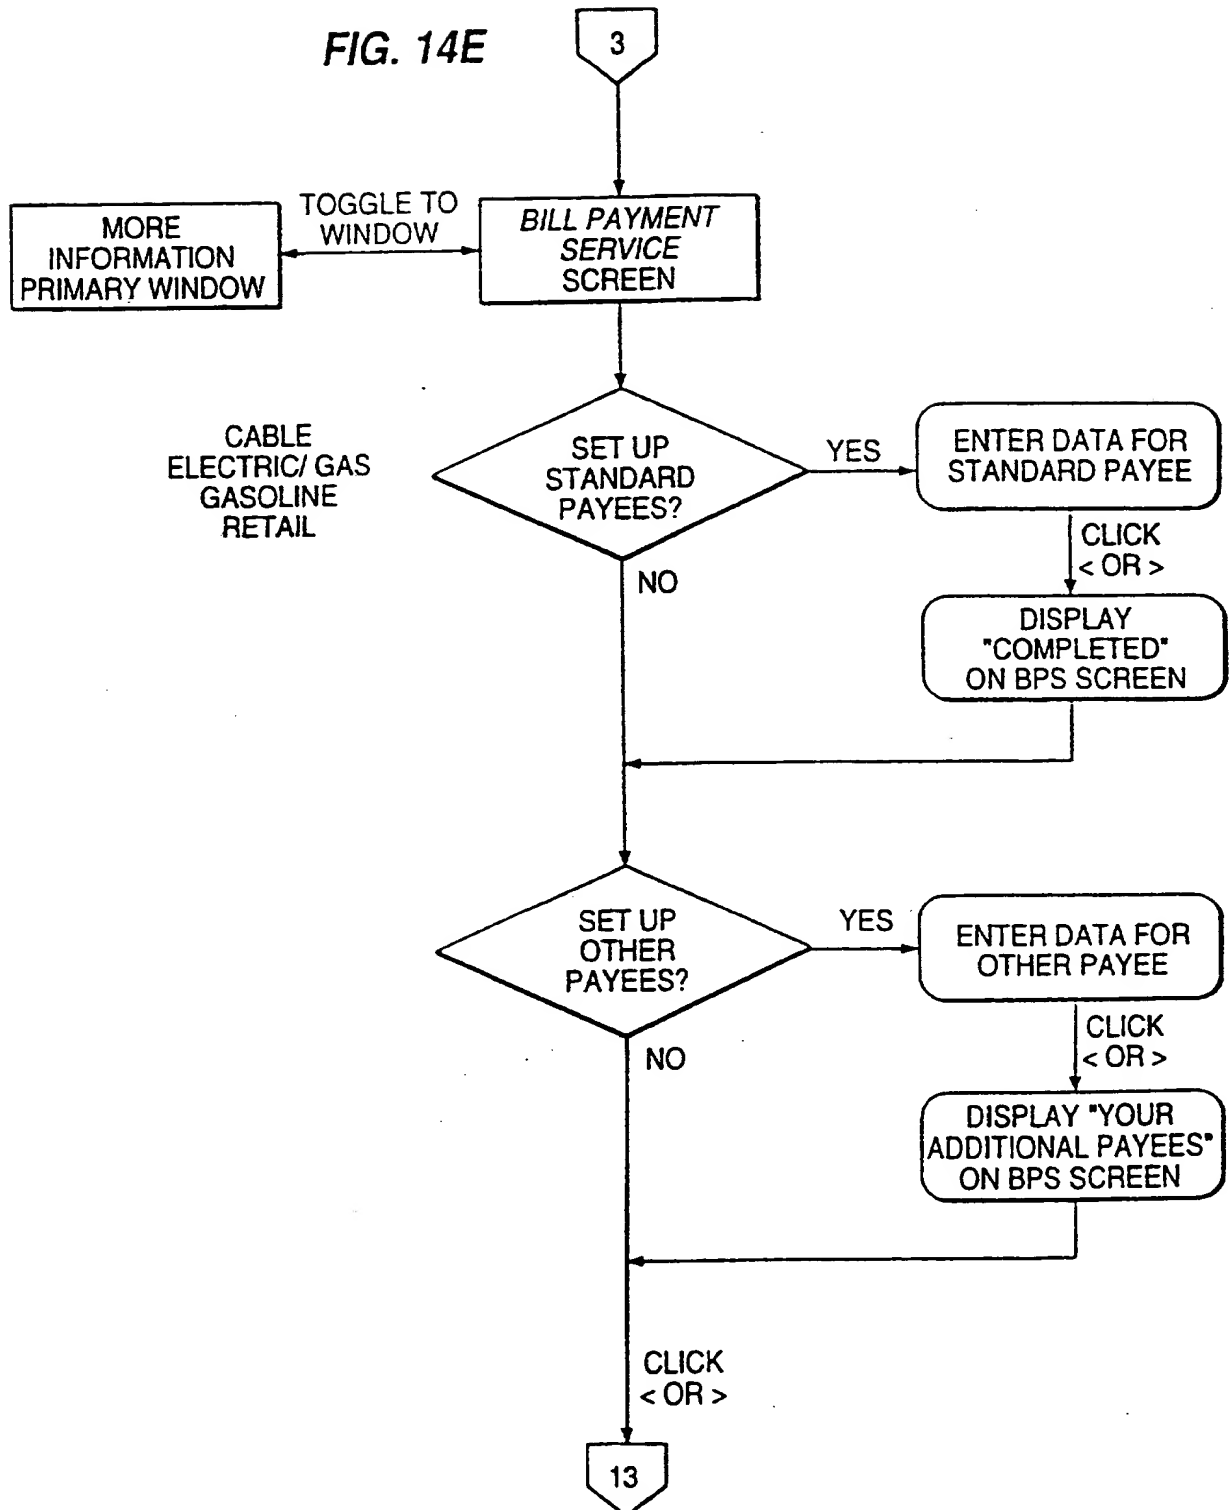 FIG. 14E
3
MORE
INFORMATION
PRIMARY WINDOW
TOGGLE TO
WINDOW
BILL PAYMENT
SERVICE
SCREEN
CABLE
ELECTRIC/ GAS
GASOLINE
RETAIL
SET UP
STANDARD
PAYEES?
YES
ENTER DATA FOR
STANDARD PAYEE
CLICK
< OR >
NO
DISPLAY
"COMPLETED"
ON BPS SCREEN
SET UP
OTHER
PAYEES?
YES
ENTER DATA FOR
OTHER PAYEE
CLICK
< OR >
NO
DISPLAY "YOUR
ADDITIONAL PAYEES"
ON BPS SCREEN
CLICK
< OR >
13